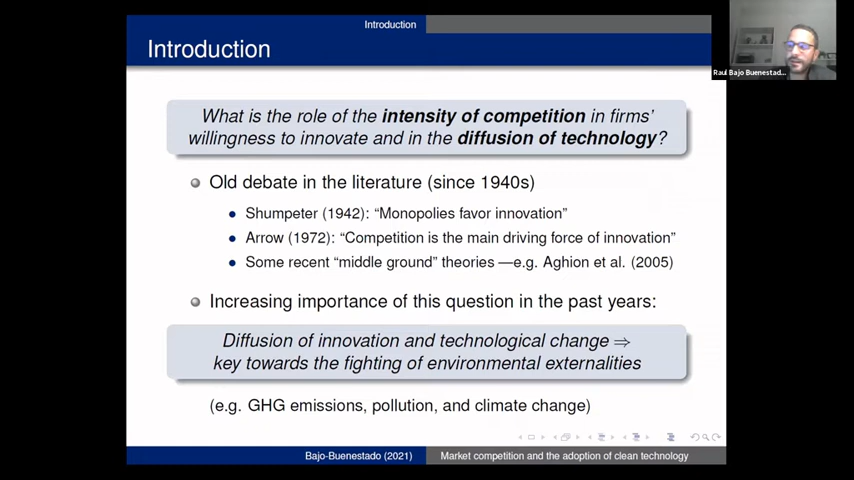 Introduction
Introduction
Raul Bajo Buenestad...
What is the role of the intensity of competition in firms'
willingness to innovate and in the diffusion of technology?
Old debate in the literature (since 1940s)
Shumpeter (1942): “Monopolies favor innovation”
Arrow (1972): “Competition is the main driving force of innovation”
Some recent “middle ground” theories —e.g. Aghion et al. (2005)
Increasing importance of this question in the past years:
Diffusion of innovation and technological change ⇒
key towards the fighting of environmental externalities
(e.g. GHG emissions, pollution, and climate change)
Bajo-Buenestado (2021)
Market competition and the adoption of clean technology